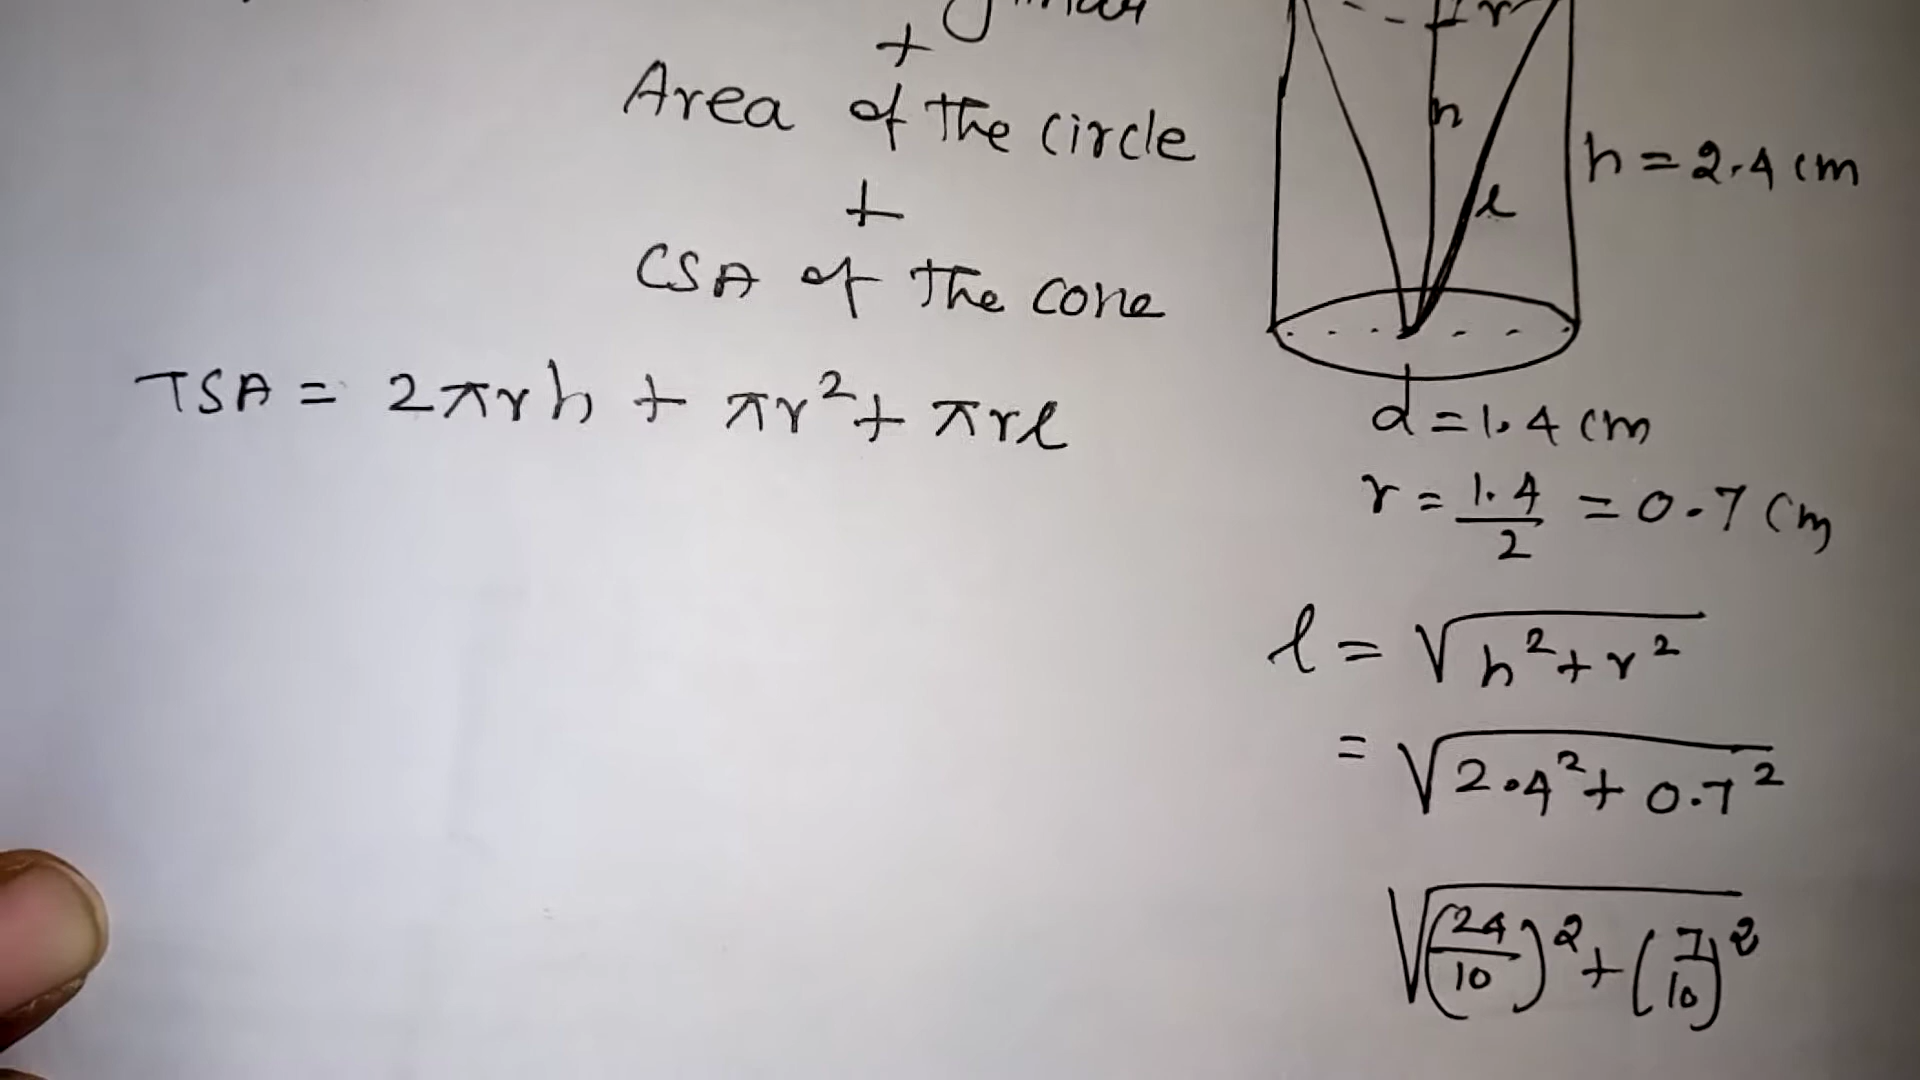 +
Area of the circle
+
CSA of the cone
TSA = 2πrh + πr² + πrl
r
h
l
h = 2.4 cm
d = 1.4 cm
r = 1.4/2 = 0.7 cm
l = √h² + r²
= √2.4² + 0.7²
√(24/10)² + (7/10)²